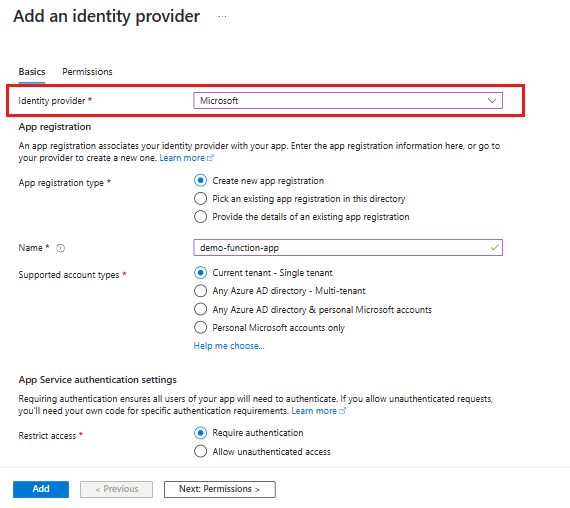 Add an identity provider ...
Basics Permissions
Identity provider * Microsoft
App registration
An app registration associates your identity provider with your app. Enter the app registration information here, or go to
your provider to create a new one. Learn more
App registration type * Create new app registration
Pick an existing app registration in this directory
Provide the details of an existing app registration
Name * demo-function-app
Supported account types * Current tenant - Single tenant
Any Azure AD directory - Multi-tenant
Any Azure AD directory & personal Microsoft accounts
Personal Microsoft accounts only
Help me choose...
App Service authentication settings
Requiring authentication ensures all users of your app will need to authenticate. If you allow unauthenticated requests,
you'll need your own code for specific authentication requirements. Learn more
Restrict access * Require authentication
Allow unauthenticated access
Add < Previous Next: Permissions >